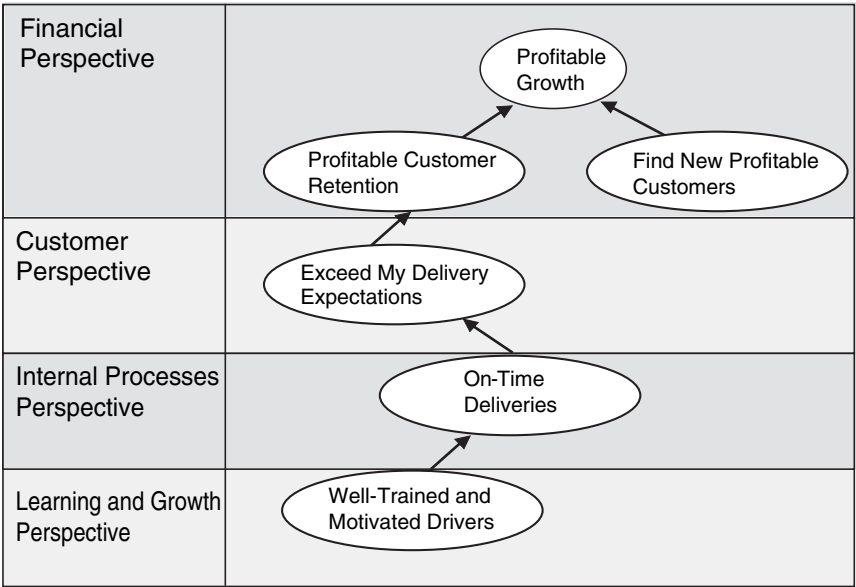 Financial
Perspective
Profitable
Growth
Profitable Customer
Retention
Find New Profitable
Customers
Customer
Perspective
Exceed My Delivery
Expectations
Internal Processes
Perspective
On-Time
Deliveries
Learning and Growth
Perspective
Well-Trained and
Motivated Drivers